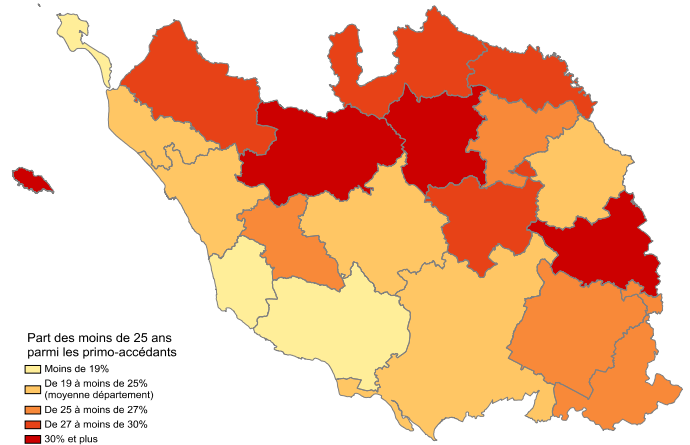 Part des moins de 25 ans
parmi les primo-accédants
Moins de 19%
De 19 à moins de 25%
(moyenne département)
De 25 à moins de 27%
De 27 à moins de 30%
30% et plus